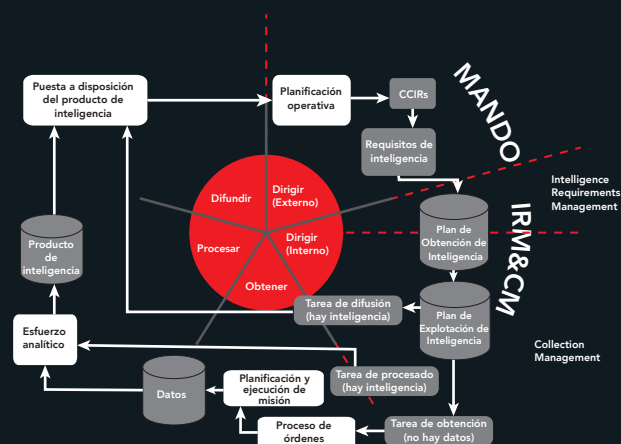 Puesta a disposición
del producto de
inteligencia
Planificación
operativa
CCIRs
MANDO
Requisitos de
inteligencia
Intelligence
Requirements
Management
Difundir
Dirigir
(Externo)
Procesar
Dirigir
(Interno)
Obtener
IRM&CM
Plan de
Obtención de
Inteligencia
Producto
de
inteligencia
Tarea de difusión
(hay inteligencia)
Plan de
Explotación de
Inteligencia
Esfuerzo
analítico
Collection
Management
Tarea de procesado
(hay inteligencia)
Planificación y
ejecución de
misión
Datos
Proceso de
órdenes
Tarea de obtención
(no hay datos)